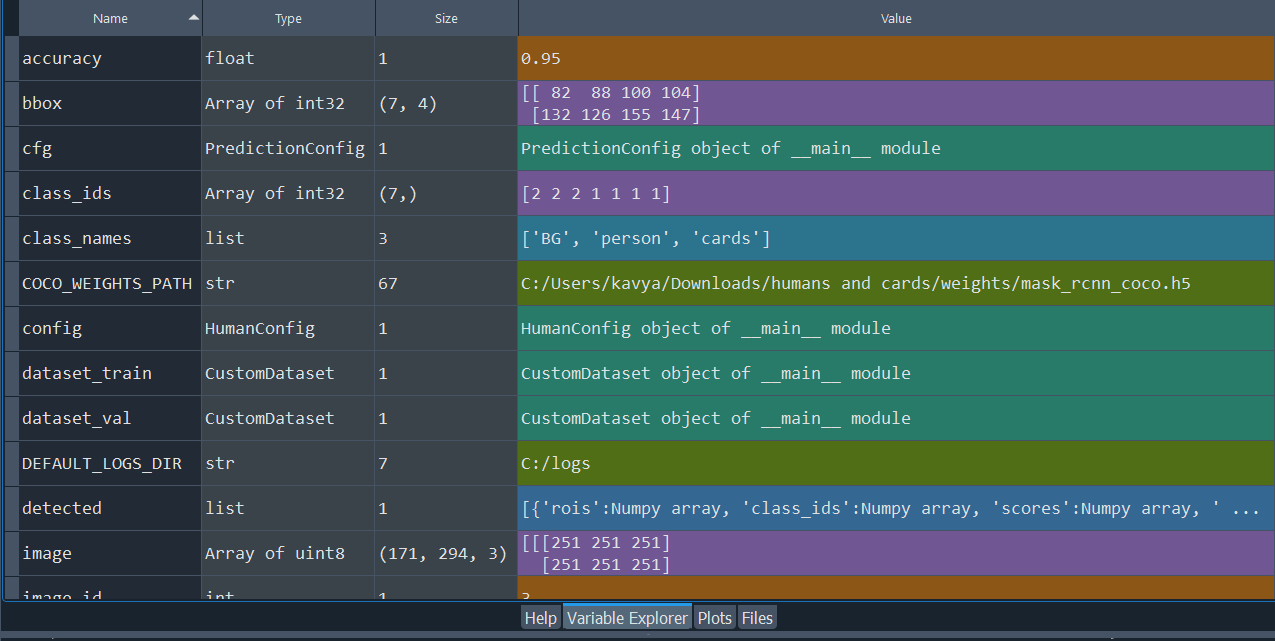 Name Type Size Value
accuracy float 1 0.95
bbox Array of int32 (7, 4) [[ 82 88 100 104]
[132 126 155 147]
cfg PredictionConfig 1 PredictionConfig object of __main__ module
class_ids Array of int32 (7,) [2 2 2 1 1 1 1]
class_names list 3 ['BG', 'person', 'cards']
COCO_WEIGHTS_PATH str 67 C:/Users/kavya/Downloads/humans and cards/weights/mask_rcnn_coco.h5
config HumanConfig 1 HumanConfig object of __main__ module
dataset_train CustomDataset 1 CustomDataset object of __main__ module
dataset_val CustomDataset 1 CustomDataset object of __main__ module
DEFAULT_LOGS_DIR str 7 C:/logs
detected list 1 [{'rois':Numpy array, 'class_ids':Numpy array, 'scores':Numpy array, ' ...
image Array of uint8 (171, 294, 3) [[[251 251 251]
[251 251 251]
image_id int 1 3
Help Variable Explorer Plots Files